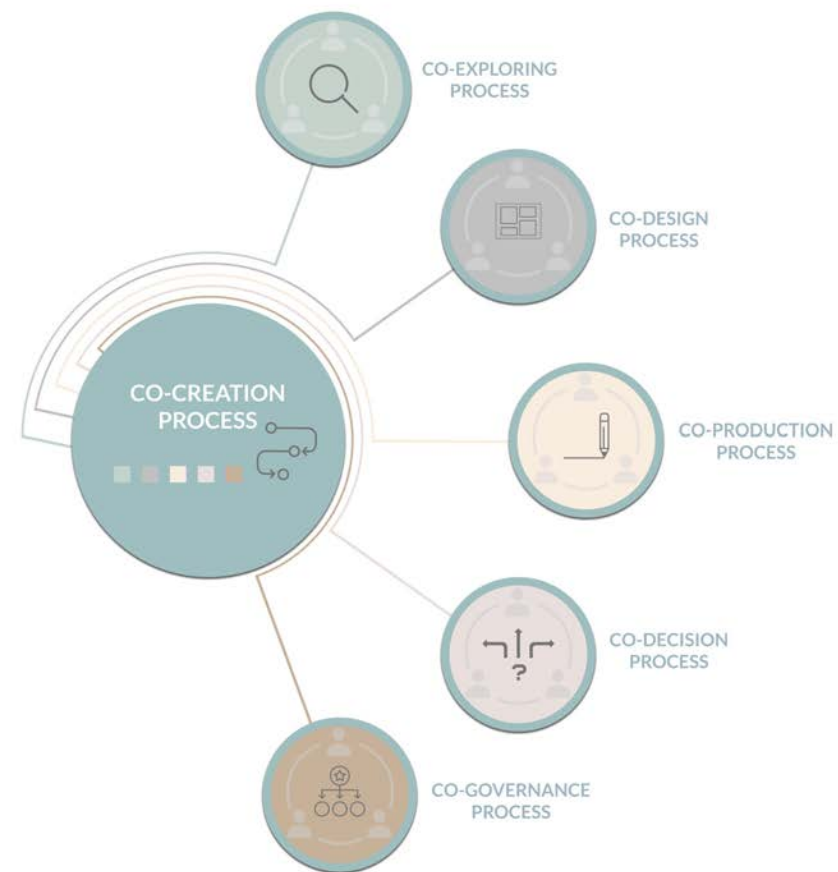 CO-EXPLORING
PROCESS
CO-DESIGN
PROCESS
CO-CREATION
PROCESS
CO-PRODUCTION
PROCESS
CO-DECISION
PROCESS
?
CO-GOVERNANCE
PROCESS